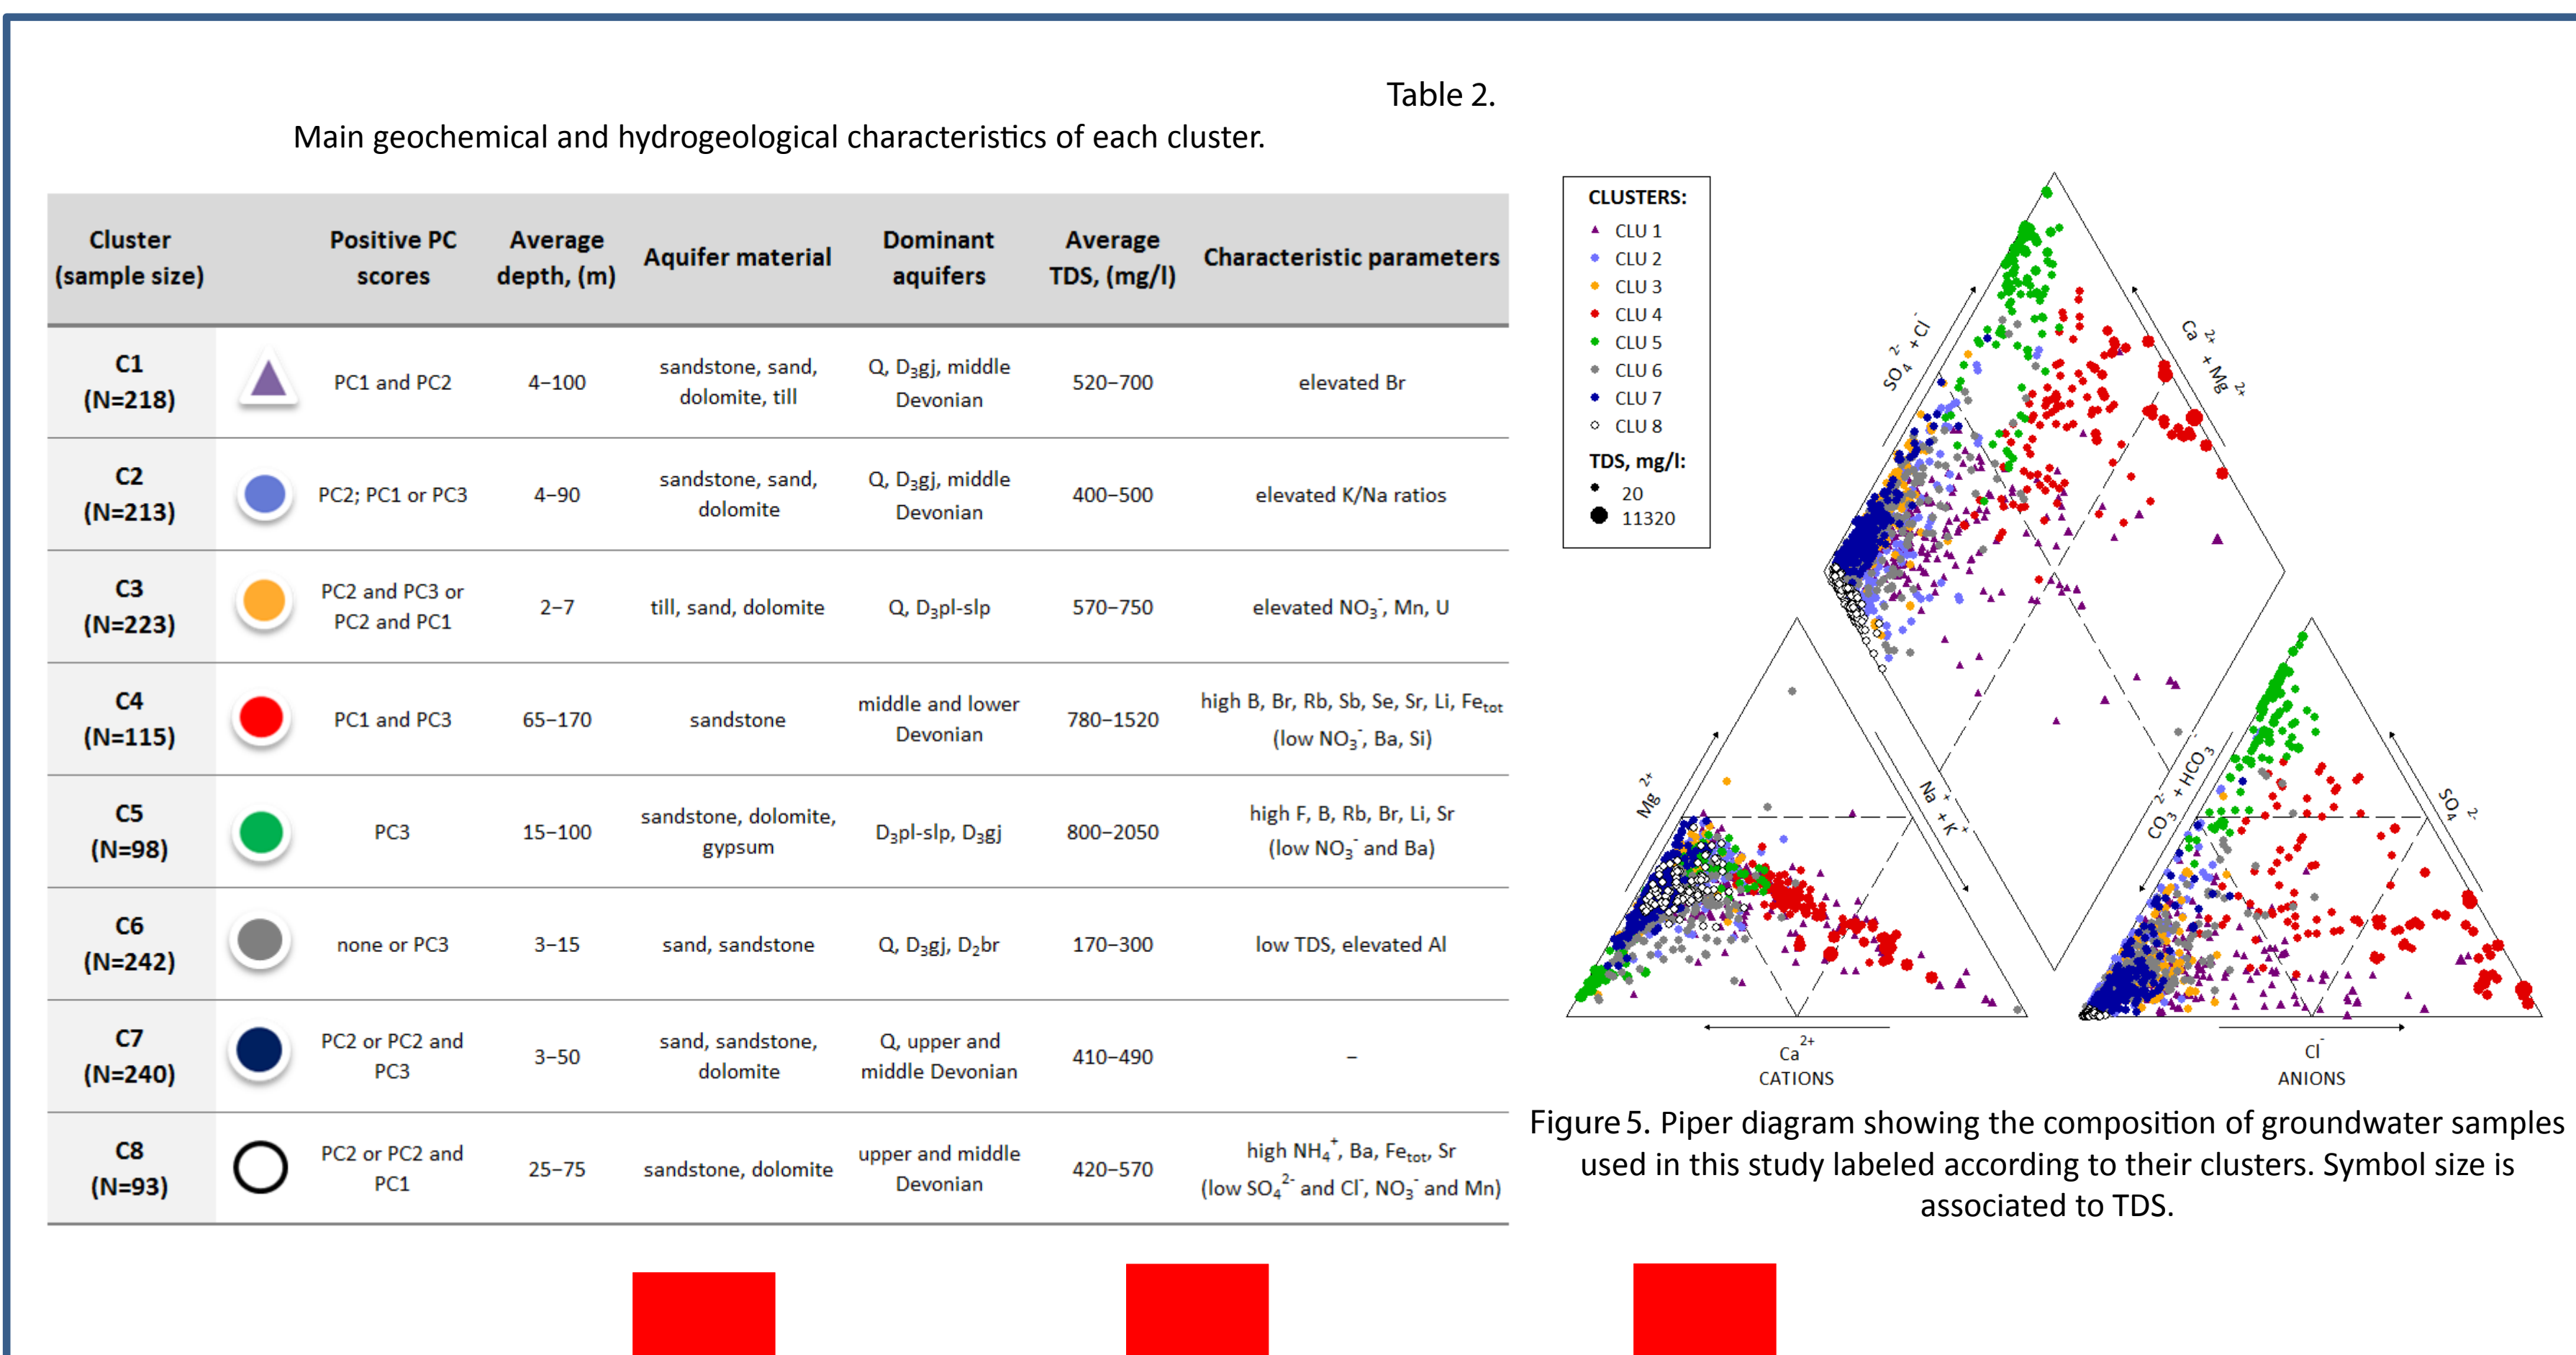 Table 2.
Main geochemical and hydrogeological characteristics of each cluster.
Cluster (sample size) Positive PC scores Average depth, (m) Aquifer material Dominant aquifers Average TDS, (mg/l) Characteristic parameters
C1 (N=218) PC1 and PC2 4–100 sandstone, sand, dolomite, till Q, D₃gj, middle Devonian 520–700 elevated Br
C2 (N=213) PC2; PC1 or PC3 4–90 sandstone, sand, dolomite Q, D₃gj, middle Devonian 400–500 elevated K/Na ratios
C3 (N=223) PC2 and PC3 or PC2 and PC1 2–7 till, sand, dolomite Q, D₃pl-slp 570–750 elevated NO₃⁻, Mn, U
C4 (N=115) PC1 and PC3 65–170 sandstone middle and lower Devonian 780–1520 high B, Br, Rb, Sb, Se, Sr, Li, Fetot (low NO₃⁻, Ba, Si)
C5 (N=98) PC3 15–100 sandstone, dolomite, gypsum D₃pl-slp, D₃gj 800–2050 high F, B, Rb, Br, Li, Sr (low NO₃⁻ and Ba)
C6 (N=242) none or PC3 3–15 sand, sandstone Q, D₃gj, D₂br 170–300 low TDS, elevated Al
C7 (N=240) PC2 or PC2 and PC3 3–50 sand, sandstone, dolomite Q, upper and middle Devonian 410–490 –
C8 (N=93) PC2 or PC2 and PC1 25–75 sandstone, dolomite upper and middle Devonian 420–570 high NH₄⁺, Ba, Fetot, Sr (low SO₄²⁻ and Cl⁻, NO₃⁻ and Mn)
CLUSTERS:
CLU 1
CLU 2
CLU 3
CLU 4
CLU 5
CLU 6
CLU 7
CLU 8
TDS, mg/l:
20
11320
SO₄²⁻ + Cl⁻
Ca²⁺ + Mg²⁺
Mg²⁺
Na⁺ + K⁺
CO₃²⁻ + HCO₃⁻
SO₄²⁻
Ca²⁺
CATIONS
Cl⁻
ANIONS
Figure 5. Piper diagram showing the composition of groundwater samples
used in this study labeled according to their clusters. Symbol size is
associated to TDS.